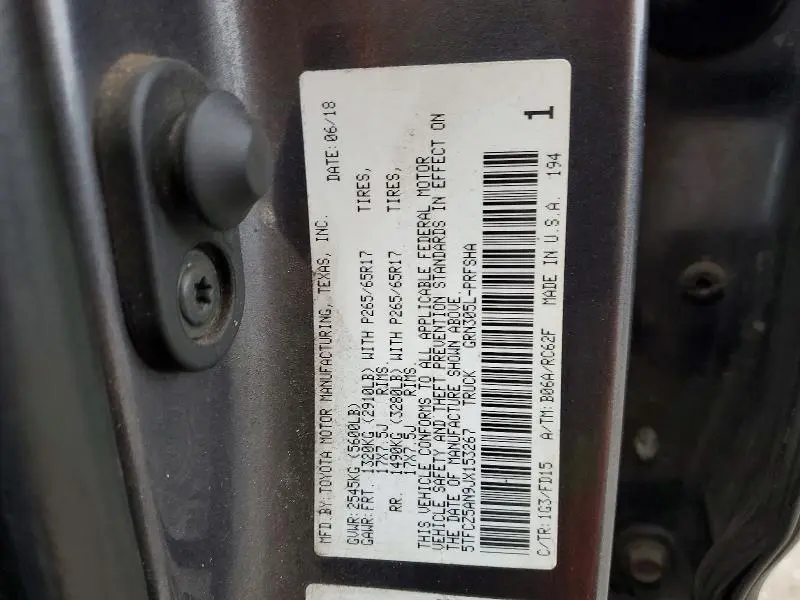 MFD.BY:TOYOTA MOTOR MANUFACTURING, TEXAS, INC. DATE: 06/18
GVWR:2545KG (5600LB)
GAWR:FRT. 1320KG (2910LB) WITH P265/65R17 TIRES,
17X7.5J RIMS.
RR. 1490KG (3280LB) WITH P265/65R17 TIRES,
17X7.5J RIMS.
THIS VEHICLE CONFORMS TO ALL APPLICABLE FEDERAL MOTOR
VEHICLE SAFETY AND THEFT PREVENTION STANDARDS IN EFFECT ON
THE DATE OF MANUFACTURE SHOWN ABOVE.
5TFCZ5AN9JX153267 TRUCK GRN305L-PRFSHA
C/TR:1G3/FD15 A/TM:B06A/RC62F MADE IN U.S.A. 194 1